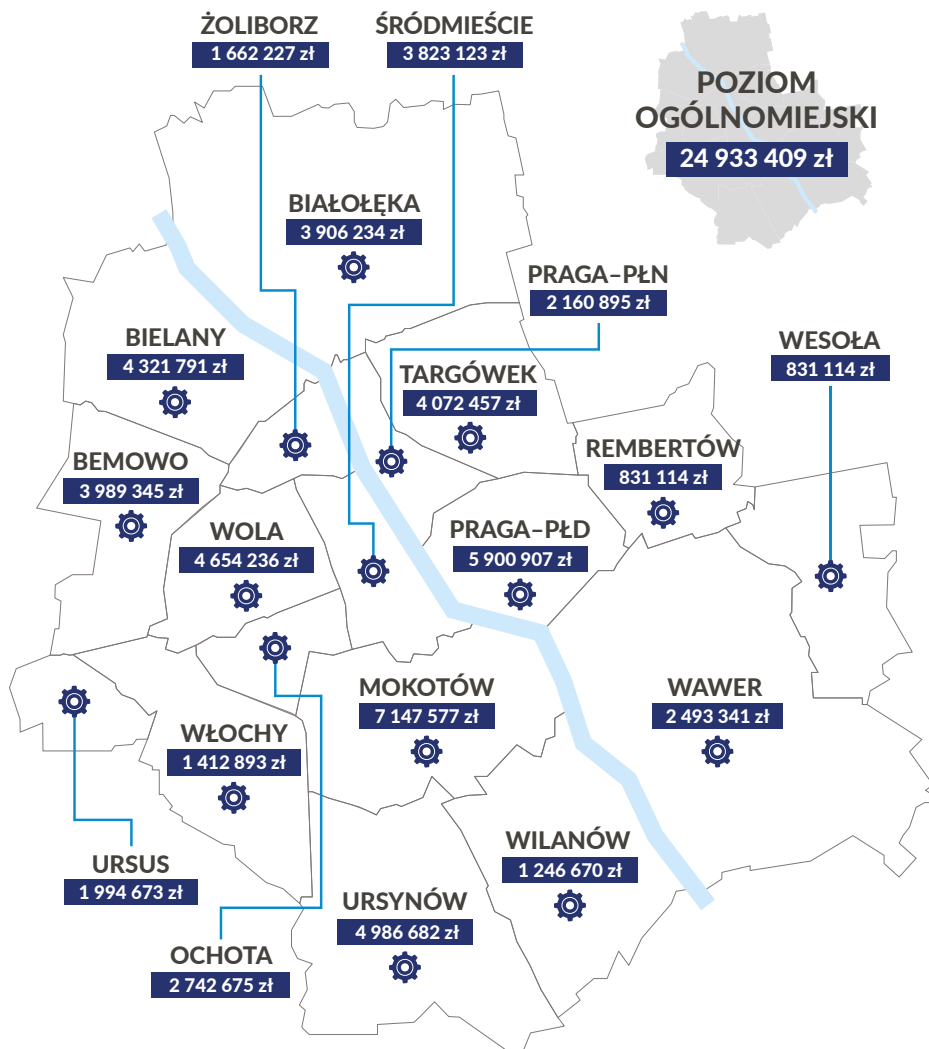 ŻOLIBORZ
1 662 227 zł
ŚRÓDMIEŚCIE
3 823 123 zł
POZIOM
OGÓLNOMIEJSKI
24 933 409 zł
BIAŁOŁĘKA
3 906 234 zł
PRAGA–PŁN
2 160 895 zł
BIELANY
4 321 791 zł
TARGÓWEK
4 072 457 zł
WESOŁA
831 114 zł
BEMOWO
3 989 345 zł
REMBERTÓW
831 114 zł
WOLA
4 654 236 zł
PRAGA–PŁD
5 900 907 zł
MOKOTÓW
7 147 577 zł
WAWER
2 493 341 zł
WŁOCHY
1 412 893 zł
URSUS
1 994 673 zł
WILANÓW
1 246 670 zł
URSYNÓW
4 986 682 zł
OCHOTA
2 742 675 zł